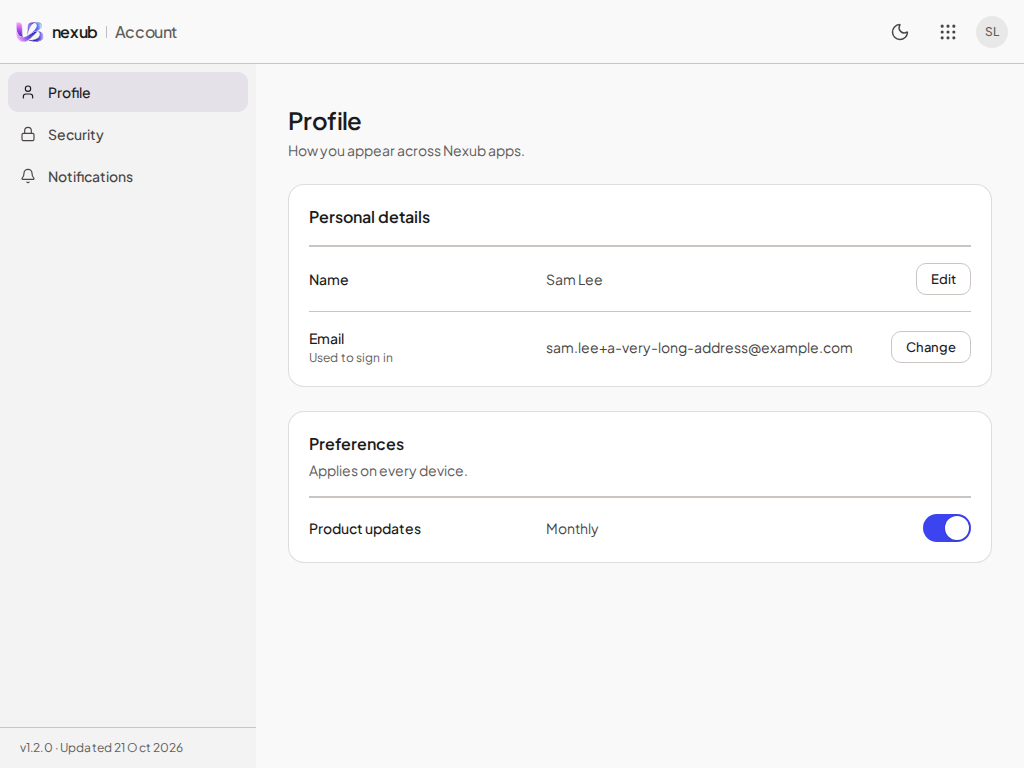 nexub | Account
SL
Profile
Security
Notifications
Profile
How you appear across Nexub apps.
Personal details
Name
Sam Lee
Edit
Email
Used to sign in
sam.lee+a-very-long-address@example.com
Change
Preferences
Applies on every device.
Product updates
Monthly
v1.2.0 · Updated 21 Oct 2026